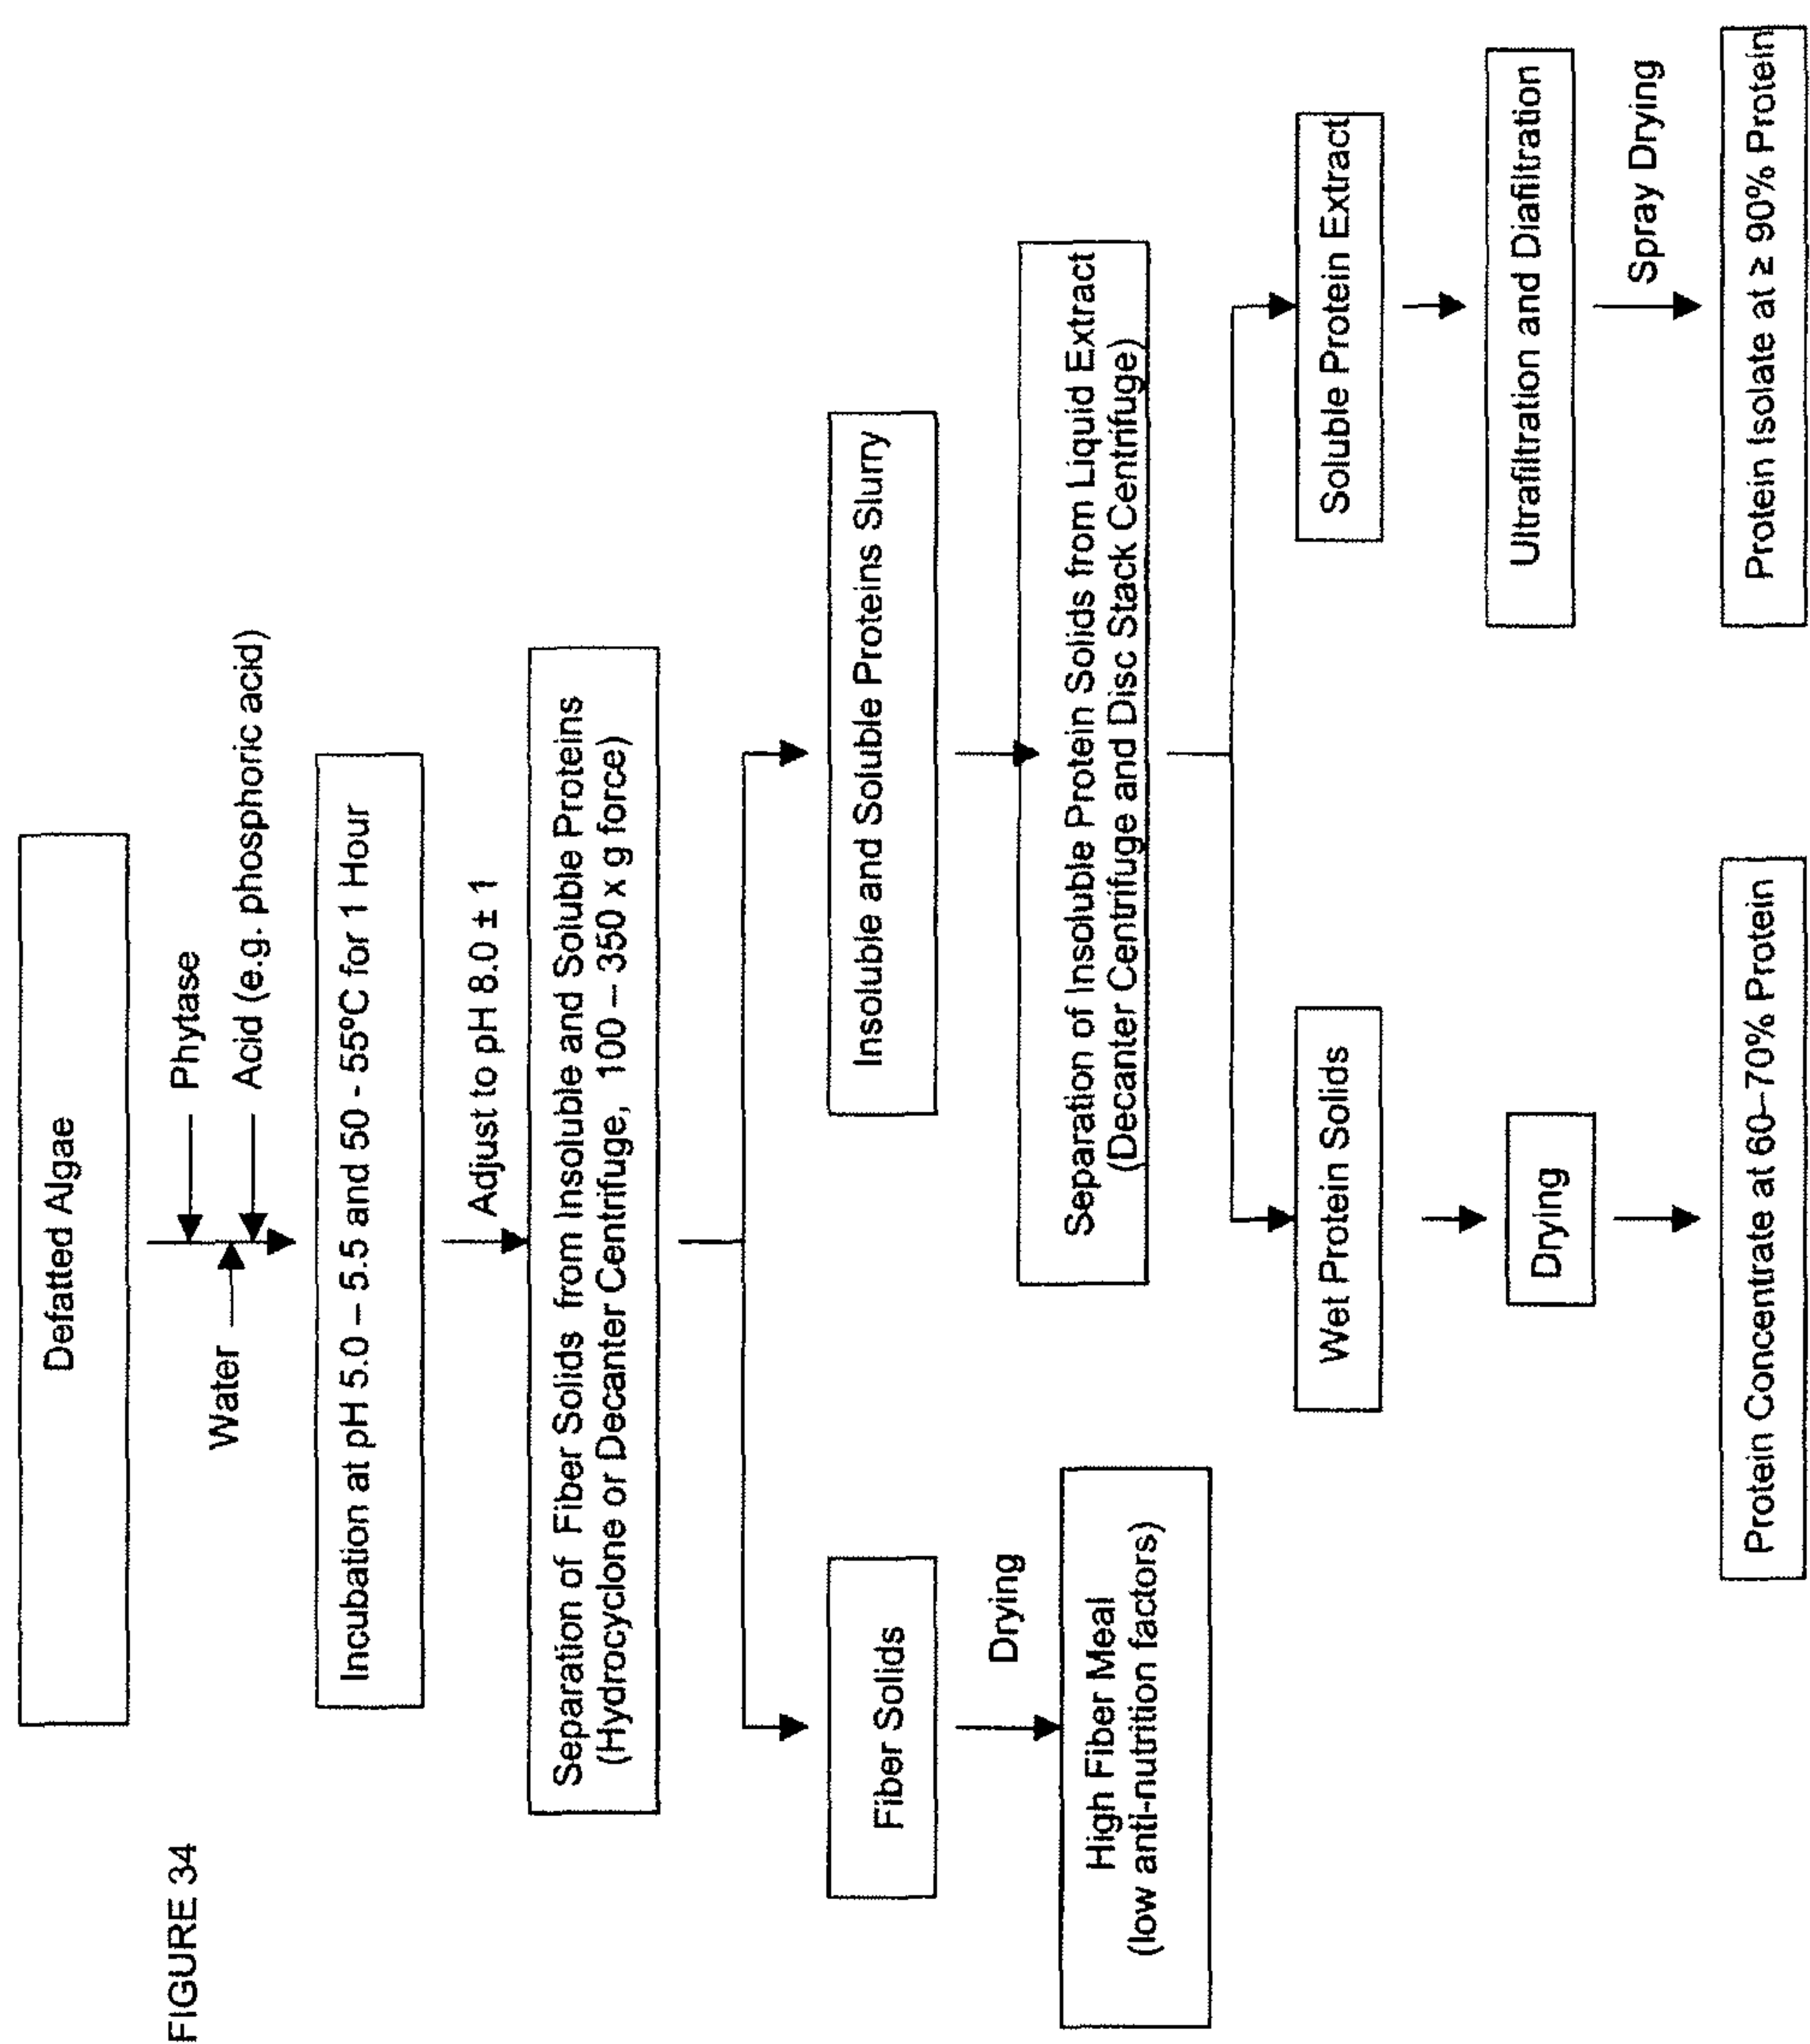 FIGURE 34
Defatted Algae
Phytase
Water
Acid (e.g. phosphoric acid)
Incubation at pH 5.0 – 5.5 and 50 - 55ºC for 1 Hour
Adjust to pH 8.0 ± 1
Separation of Fiber Solids from Insoluble and Soluble Proteins
(Hydrocyclone or Decanter Centrifuge, 100 – 350 x g force)
Fiber Solids
Insoluble and Soluble Proteins Slurry
Drying
High Fiber Meal
(low anti-nutrition factors)
Separation of Insoluble Protein Solids from Liquid Extract
(Decanter Centrifuge and Disc Stack Centrifuge)
Wet Protein Solids
Soluble Protein Extract
Drying
Ultrafiltration and Diafiltration
Spray Drying
Protein Concentrate at 60–70% Protein
Protein Isolate at ≥ 90% Protein